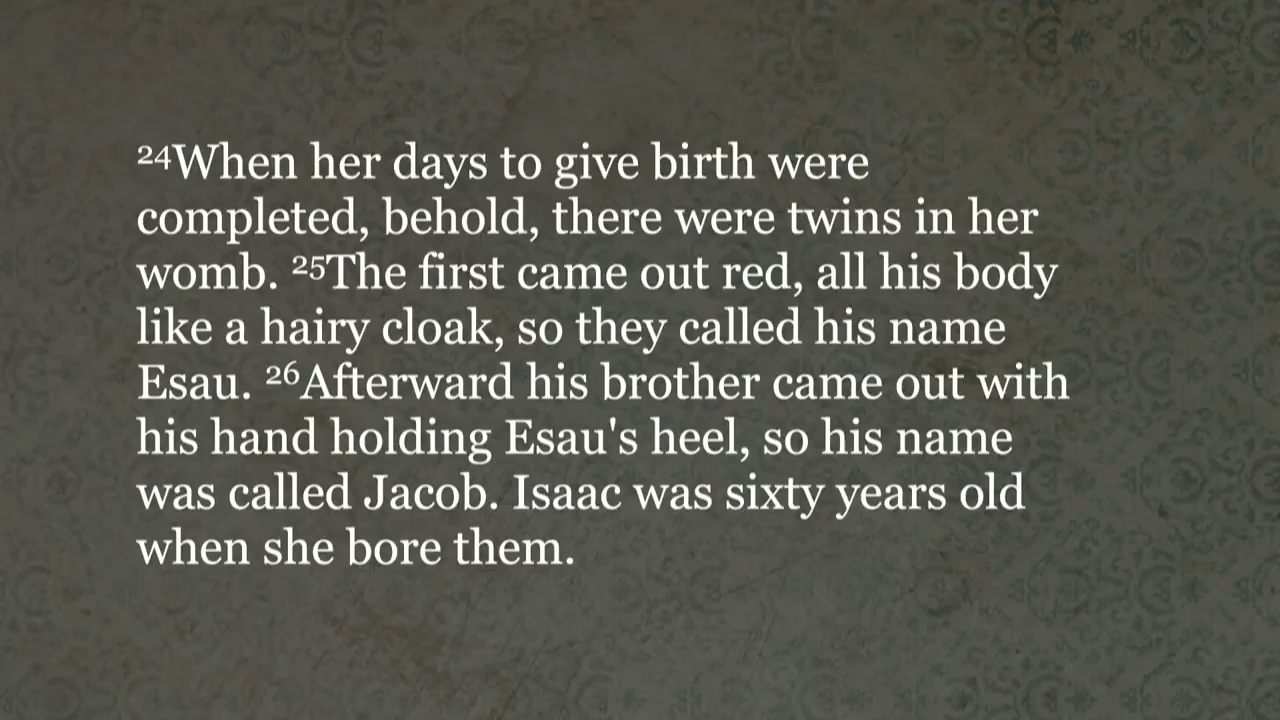 ²⁴When her days to give birth were
completed, behold, there were twins in her
womb. ²⁵The first came out red, all his body
like a hairy cloak, so they called his name
Esau. ²⁶Afterward his brother came out with
his hand holding Esau's heel, so his name
was called Jacob. Isaac was sixty years old
when she bore them.